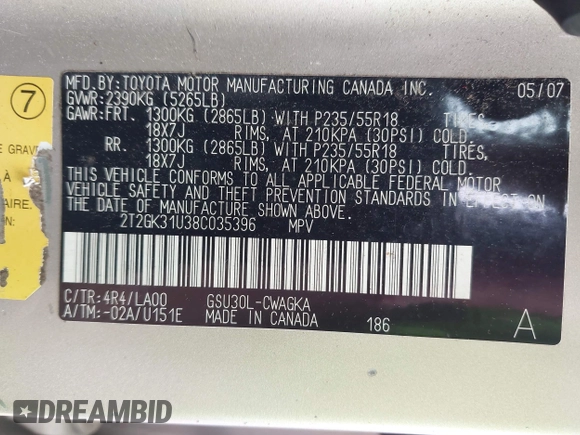 MFD.BY:TOYOTA MOTOR MANUFACTURING CANADA INC. 05/07
GVWR:2390KG (5265LB)
GAWR:FRT. 1300KG (2865LB) WITH P235/55R18 TIRES,
18X7J RIMS, AT 210KPA (30PSI) COLD.
RR. 1300KG (2865LB) WITH P235/55R18 TIRES,
18X7J RIMS, AT 210KPA (30PSI) COLD.
THIS VEHICLE CONFORMS TO ALL APPLICABLE FEDERAL MOTOR
VEHICLE SAFETY AND THEFT PREVENTION STANDARDS IN EFFECT ON
THE DATE OF MANUFACTURE SHOWN ABOVE.
2T2GK31U38C035396 MPV
C/TR:4R4/LA00 GSU30L-CWAGKA
A/TM:-02A/U151E MADE IN CANADA 186 A
7
E GRAVE
À
AIRE.
DREAMBID